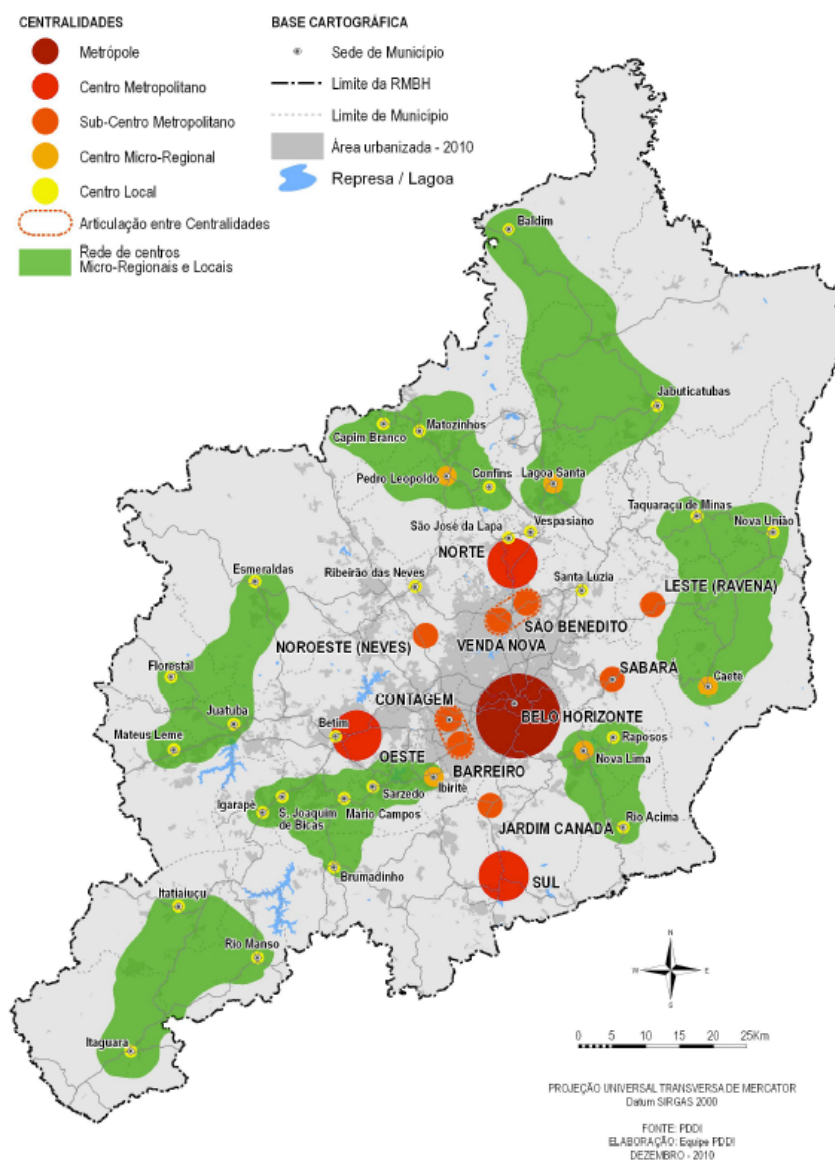 CENTRALIDADES
Metrópole
Centro Metropolitano
Sub-Centro Metropolitano
Centro Micro-Regional
Centro Local
Articulação entre Centralidades
Rede de centros
Micro-Regionais e Locais
BASE CARTOGRÁFICA
Sede de Município
Limite da RMBH
Limite de Município
Área urbanizada - 2010
Represa / Lagoa
Baldim
Jabuticatubas
Capim Branco
Matozinhos
Pedro Leopoldo
Confins
Lagoa Santa
Taquaraçu de Minas
Nova União
São José da Lapa
Vespasiano
NORTE
Esmeraldas
Ribeirão das Neves
Santa Luzia
LESTE (RAVENA)
SÃO BENEDITO
NOROESTE (NEVES)
VENDA NOVA
Florestal
SABARÁ
Caeté
Juatuba
CONTAGEM
Betim
BELO HORIZONTE
Mateus Leme
Raposos
OESTE
Nova Lima
BARREIRO
Ibirité
Sarzedo
Igarapé
S. Joaquim
de Bicas
Mario Campos
Rio Acima
JARDIM CANADÁ
Brumadinho
SUL
Itatiaiuçú
Rio Manso
Itaguara
N
W
E
S
0 5 10 15 20 25Km
PROJEÇÃO UNIVERSAL TRANSVERSA DE MERCATOR
Datum SIRGAS 2000
FONTE: PDDI
ELABORAÇÃO: Equipe PDDI
DEZEMBRO - 2010